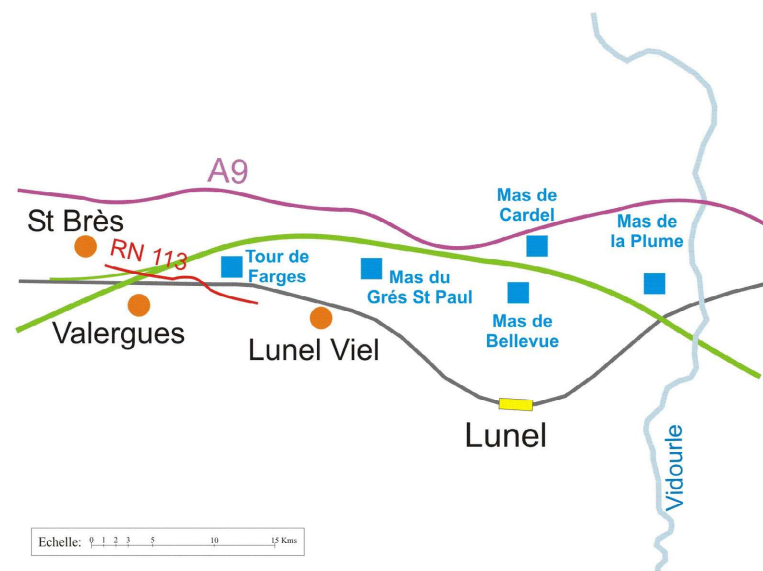 A9
St Brès
RN 113
Tour de
Farges
Mas du
Grés St Paul
Mas de
Cardel
Mas de
la Plume
Mas de
Bellevue
Valergues
Lunel Viel
Lunel
Vidourle
Echelle: 0 1 2 3 5 10 15 Kms